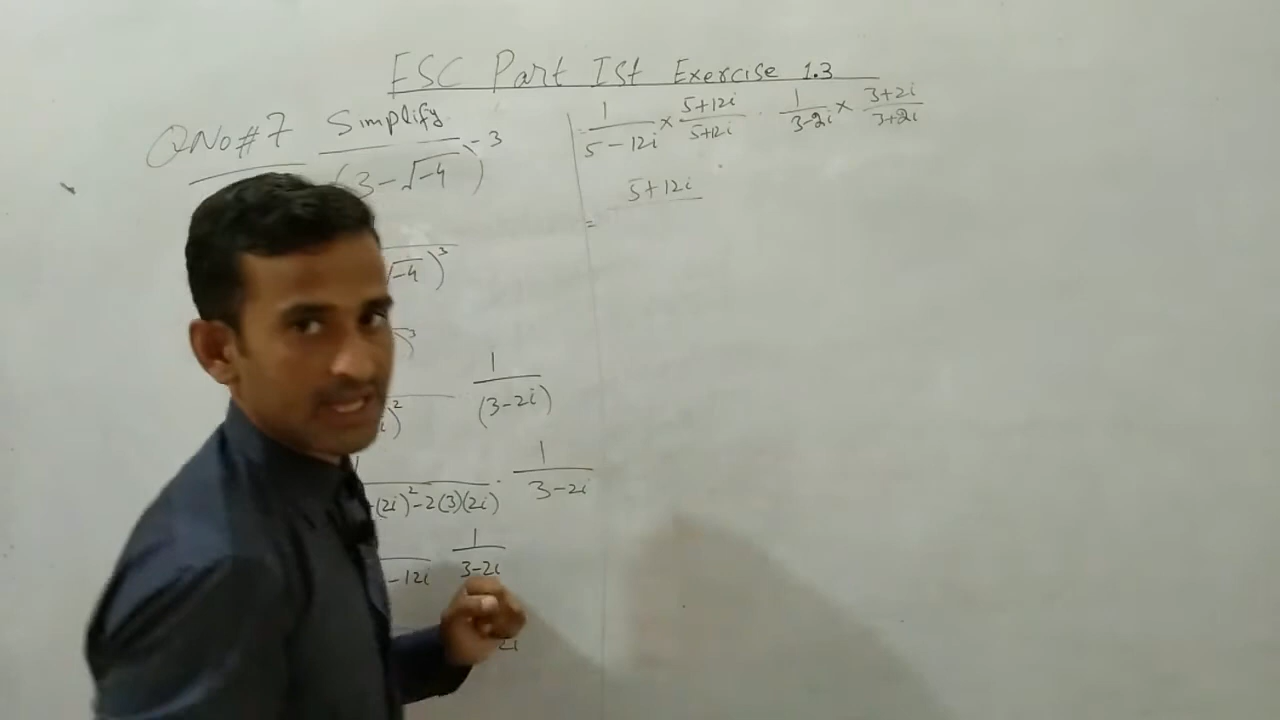 FSC Part Ist Exercise 1.3
QNo#7 Simplify
(3-√-4)^-3
√-4)^3
)^3
i)^2 · 1/(3-2i)
1/(2i)^2-2(3)(2i) · 1/3-2i
-12i 1/3-2i
2i
1/5-12i × 5+12i/5+12i · 1/3-2i × 3+2i/3+2i
= 5+12i